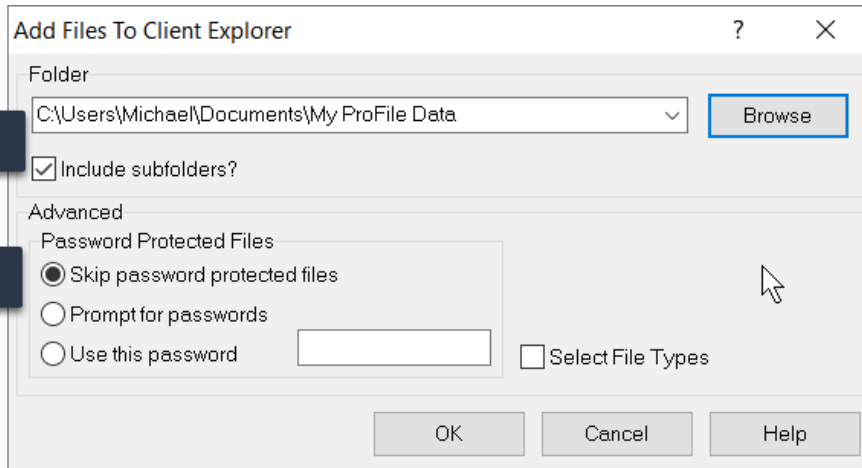 Add Files To Client Explorer ?
Folder
C:\Users\Michael\Documents\My ProFile Data Browse
Include subfolders?
Advanced
Password Protected Files
Skip password protected files
Prompt for passwords
Use this password Select File Types
OK Cancel Help